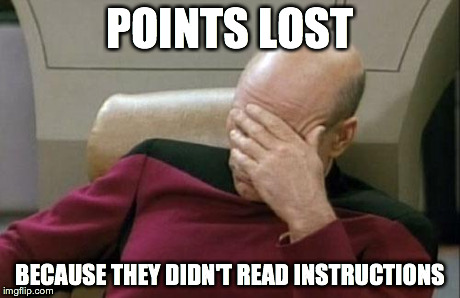 POINTS LOST
BECAUSE THEY DIDN'T READ INSTRUCTIONS
imgflip.com